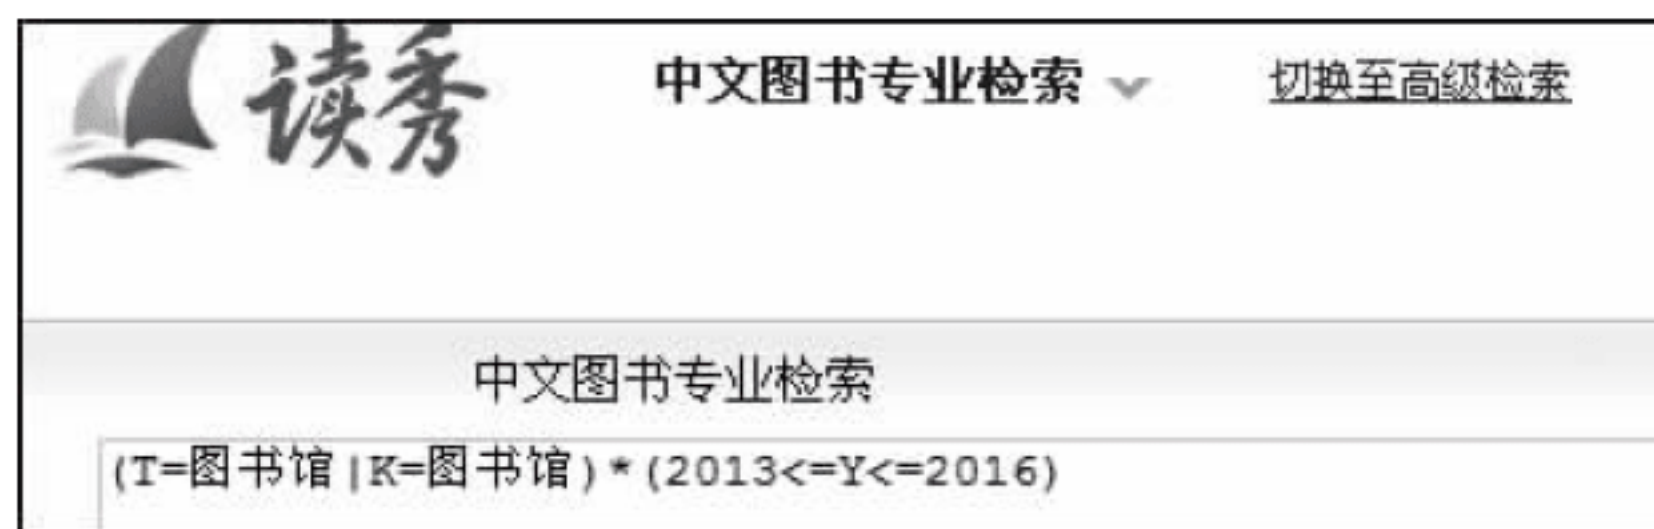 读秀 中文图书专业检索 切换至高级检索
中文图书专业检索
(T=图书馆|K=图书馆)*(2013<=Y<=2016)